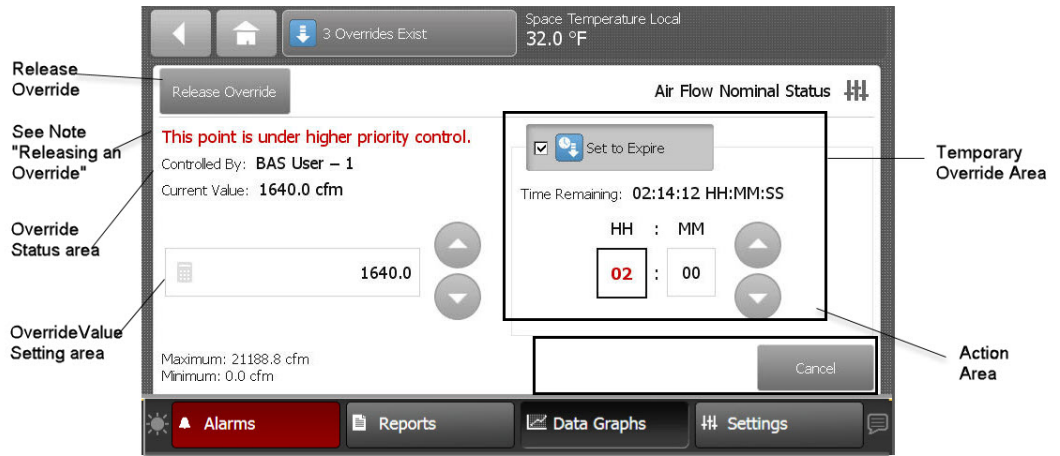 3 Overrides Exist
Space Temperature Local
32.0 °F
Release
Override
Release Override
Air Flow Nominal Status
See Note
"Releasing an
Override"
This point is under higher priority control.
Controlled By: BAS User – 1
Current Value: 1640.0 cfm
Set to Expire
Time Remaining: 02:14:12 HH:MM:SS
Temporary
Override Area
Override
Status area
HH : MM
1640.0
02 : 00
OverrideValue
Setting area
Maximum: 21188.8 cfm
Minimum: 0.0 cfm
Cancel
Action
Area
Alarms
Reports
Data Graphs
Settings